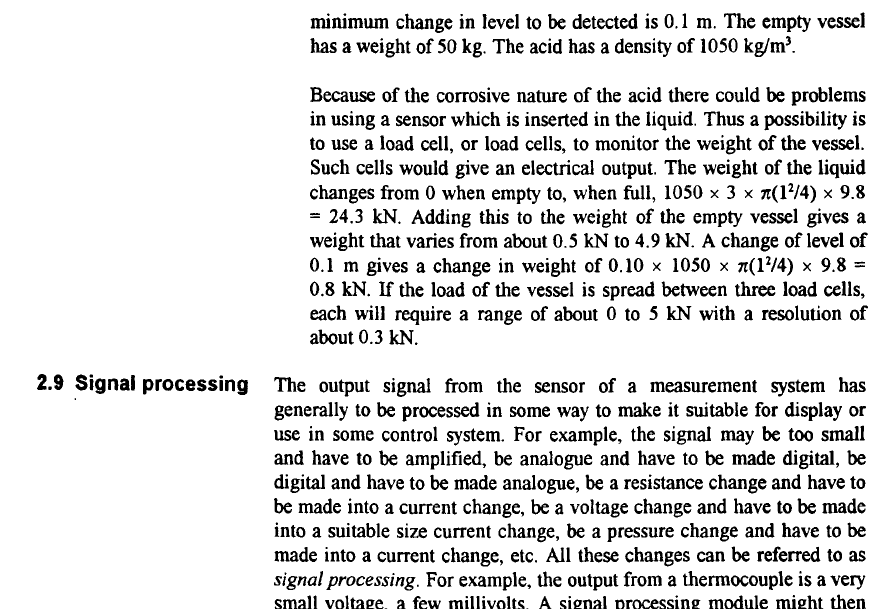 minimum change in level to be detected is 0.1 m. The empty vessel
has a weight of 50 kg. The acid has a density of 1050 kg/m³.
Because of the corrosive nature of the acid there could be problems
in using a sensor which is inserted in the liquid. Thus a possibility is
to use a load cell, or load cells, to monitor the weight of the vessel.
Such cells would give an electrical output. The weight of the liquid
changes from 0 when empty to, when full, 1050 × 3 × π(1²/4) × 9.8
= 24.3 kN. Adding this to the weight of the empty vessel gives a
weight that varies from about 0.5 kN to 4.9 kN. A change of level of
0.1 m gives a change in weight of 0.10 × 1050 × π(1²/4) × 9.8 =
0.8 kN. If the load of the vessel is spread between three load cells,
each will require a range of about 0 to 5 kN with a resolution of
about 0.3 kN.
2.9 Signal processing The output signal from the sensor of a measurement system has
generally to be processed in some way to make it suitable for display or
use in some control system. For example, the signal may be too small
and have to be amplified, be analogue and have to be made digital, be
digital and have to be made analogue, be a resistance change and have to
be made into a current change, be a voltage change and have to be made
into a suitable size current change, be a pressure change and have to be
made into a current change, etc. All these changes can be referred to as
signal processing. For example, the output from a thermocouple is a very
small voltage, a few millivolts. A signal processing module might then